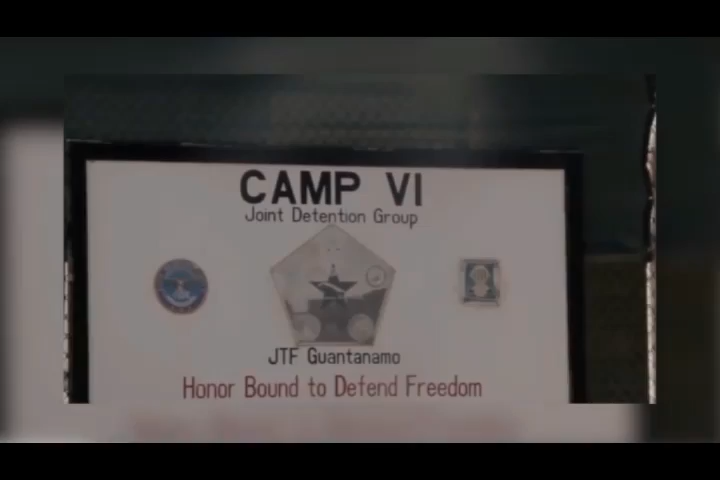 CAMP VI
Joint Detention Group
JTF Guantanamo
Honor Bound to Defend Freedom